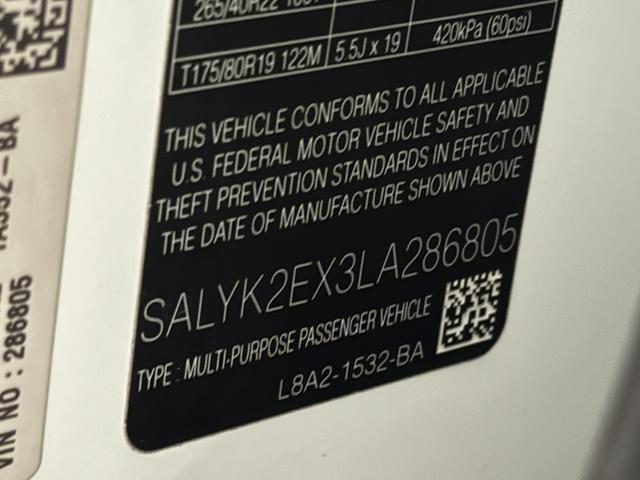 T175/80R19 122M 5.5J x 19 420kPa (60psi)
THIS VEHICLE CONFORMS TO ALL APPLICABLE
U.S. FEDERAL MOTOR VEHICLE SAFETY AND
THEFT PREVENTION STANDARDS IN EFFECT ON
THE DATE OF MANUFACTURE SHOWN ABOVE
SALYK2EX3LA286805
TYPE : MULTI-PURPOSE PASSENGER VEHICLE
L8A2-1532-BA
VIN NO : 286805